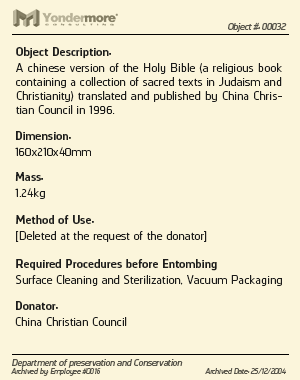 Yondermore®
CONSULTING
Object #: 00032
Object Description:
A chinese version of the Holy Bible (a religious book
containing a collection of sacred texts in Judaism and
Christianity) translated and published by China Chris-
tian Council in 1996.
Dimension:
160x210x40mm
Mass:
1.24kg
Method of Use:
[Deleted at the request of the donator]
Required Procedures before Entombing
Surface Cleaning and Sterilization, Vacuum Packaging
Donator:
China Christian Council
Department of preservation and Conservation
Archived by Employee #0016
Archived Date: 25/12/2004